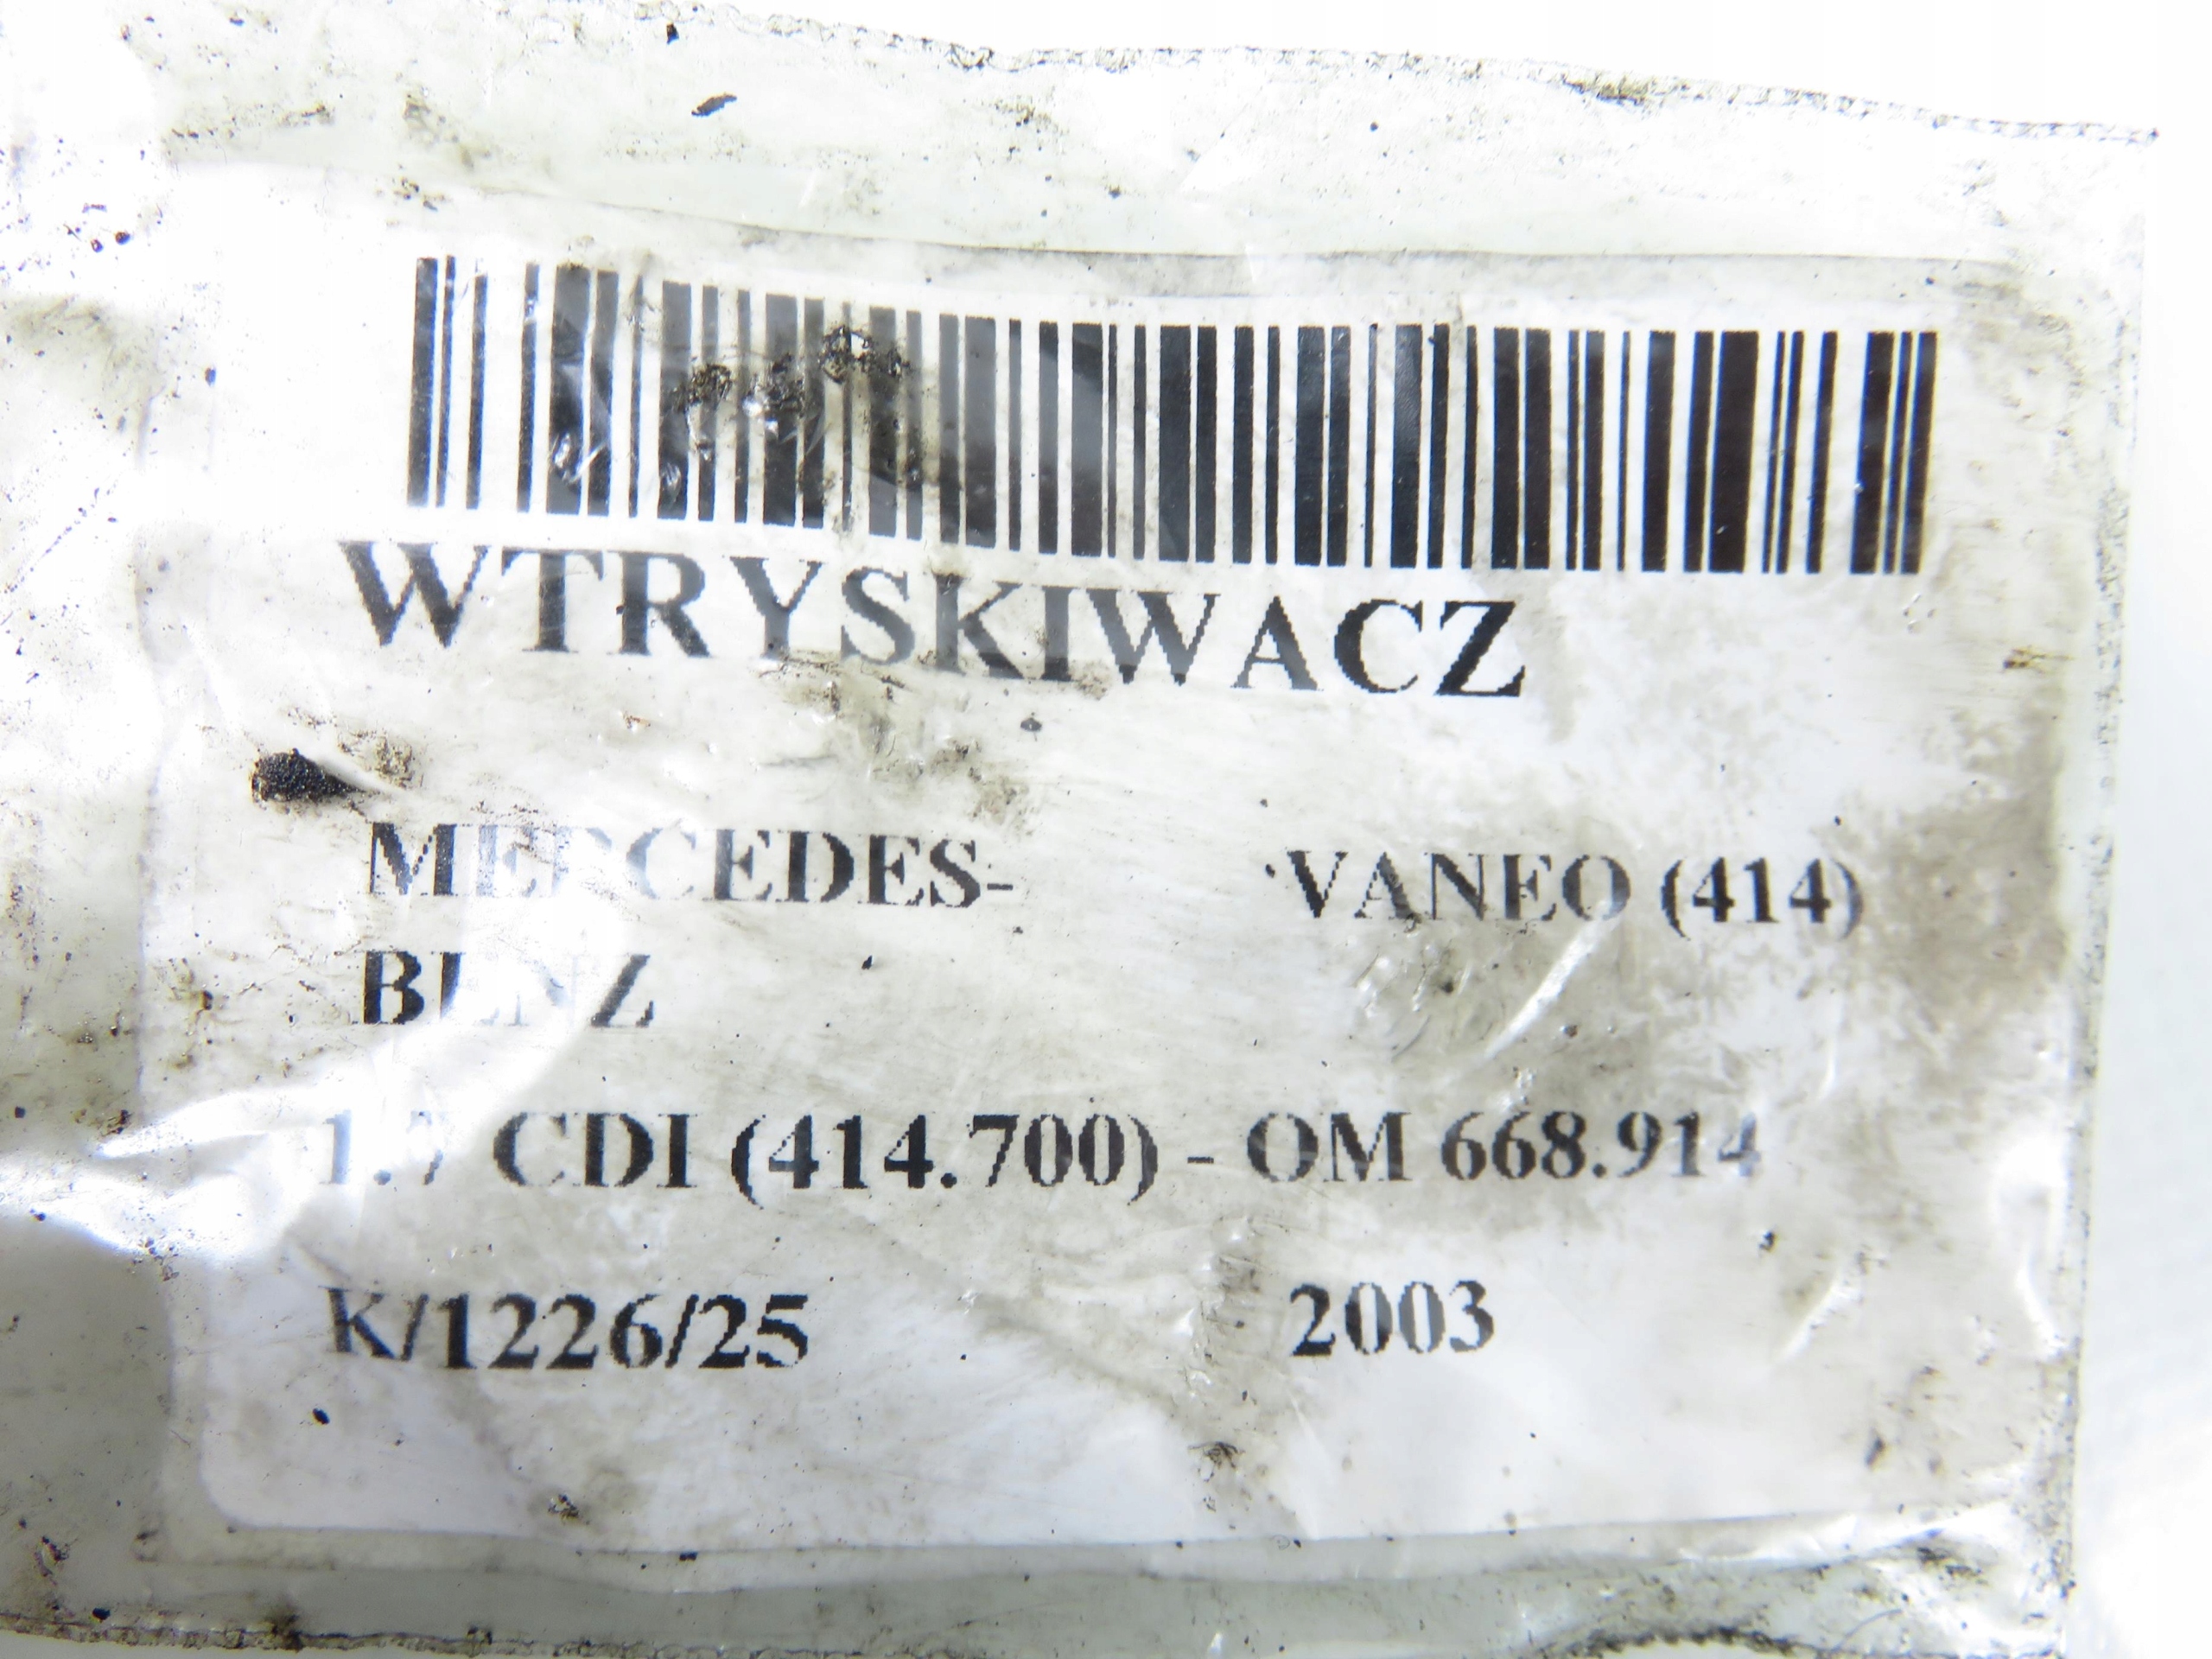 WTRYSKIWACZ
MERCEDES- VANEO (414)
BENZ
1.7 CDI (414.700) - OM 668.914
K/1226/25 2003